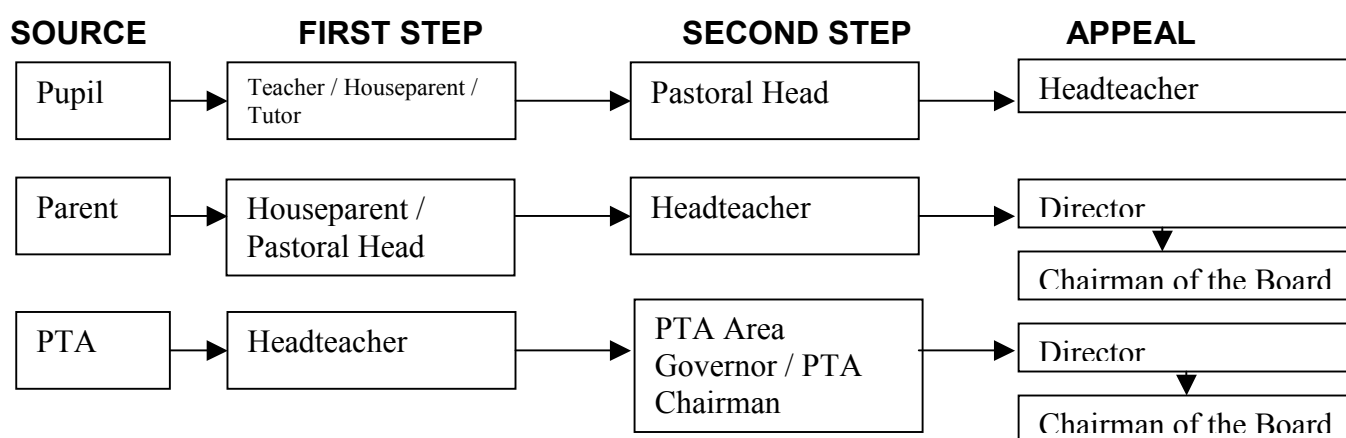 SOURCE FIRST STEP SECOND STEP APPEAL
Pupil
Teacher / Houseparent /
Tutor
Pastoral Head
Headteacher
Parent
Houseparent /
Pastoral Head
Headteacher
Director
Chairman of the Board
PTA
Headteacher
PTA Area
Governor / PTA
Chairman
Director
Chairman of the Board